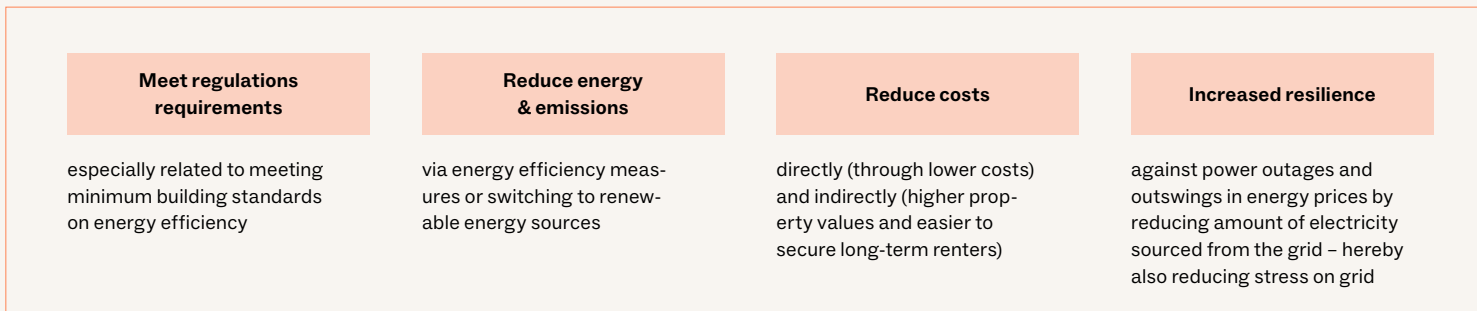 Meet regulations
requirements
especially related to meeting
minimum building standards
on energy efficiency
Reduce energy
& emissions
via energy efficiency meas-
ures or switching to renew-
able energy sources
Reduce costs
directly (through lower costs)
and indirectly (higher prop-
erty values and easier to
secure long-term renters)
Increased resilience
against power outages and
outswings in energy prices by
reducing amount of electricity
sourced from the grid – hereby
also reducing stress on grid